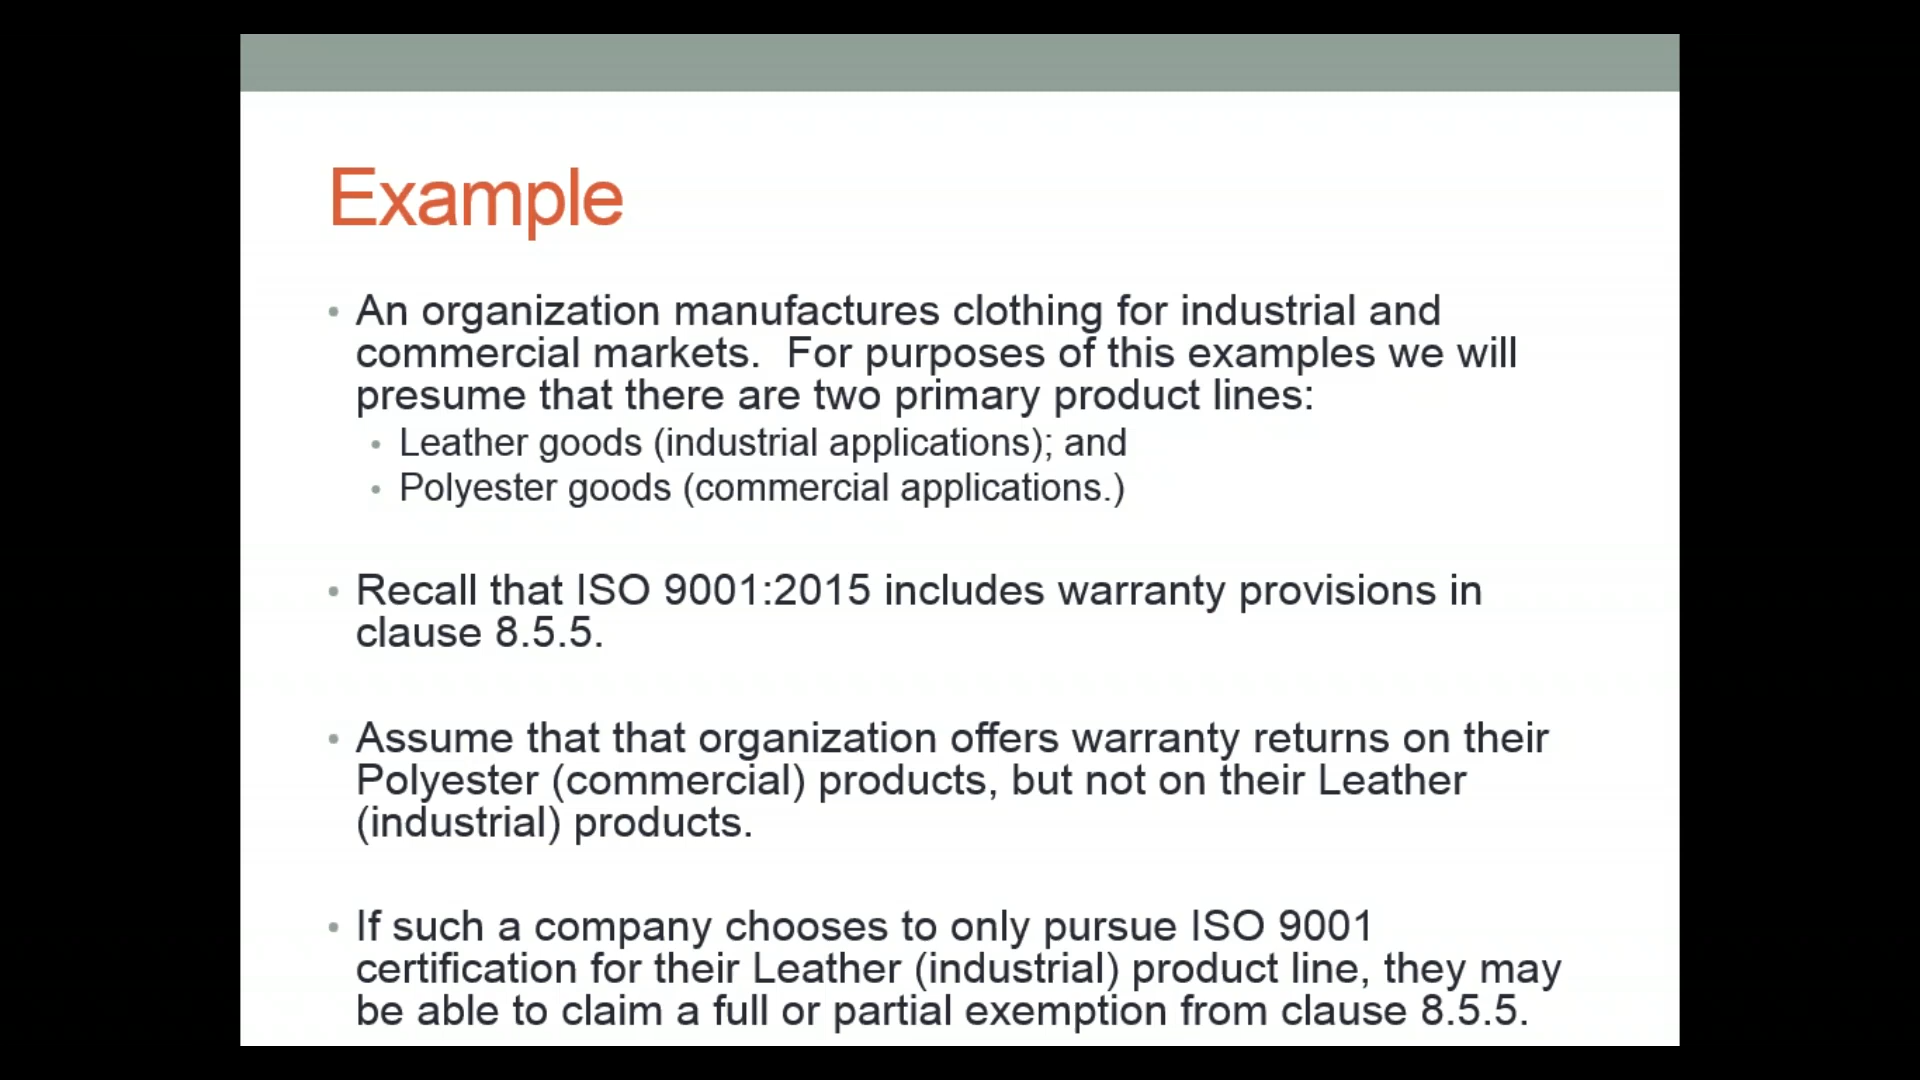 Example
• An organization manufactures clothing for industrial and
commercial markets.  For purposes of this examples we will
presume that there are two primary product lines:
• Leather goods (industrial applications); and
• Polyester goods (commercial applications.)
• Recall that ISO 9001:2015 includes warranty provisions in
clause 8.5.5.
• Assume that that organization offers warranty returns on their
Polyester (commercial) products, but not on their Leather
(industrial) products.
• If such a company chooses to only pursue ISO 9001
certification for their Leather (industrial) product line, they may
be able to claim a full or partial exemption from clause 8.5.5.